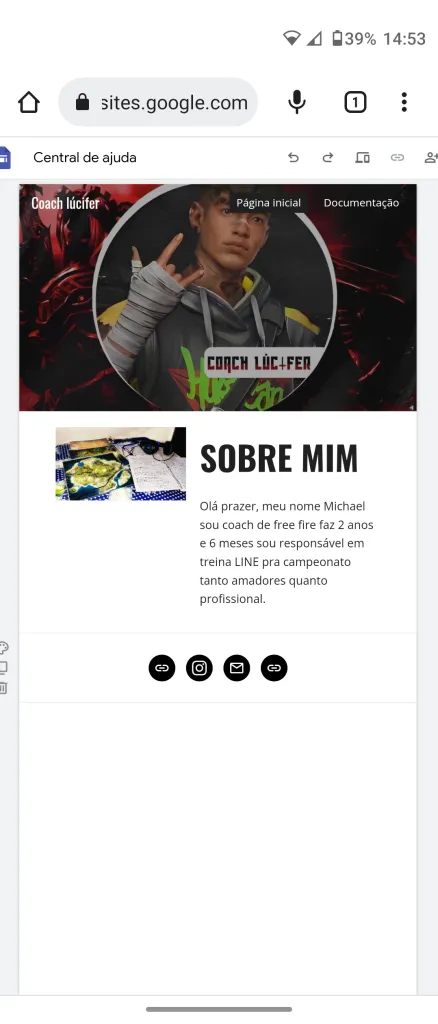 39% 14:53
sites.google.com
1
Central de ajuda
Coach lúcifer
Página inicial
Documentação
COACH LÚCIFER
SOBRE MIM
Olá prazer, meu nome Michael
sou coach de free fire faz 2 anos
e 6 meses sou responsável em
treina LINE pra campeonato
tanto amadores quanto
profissional.